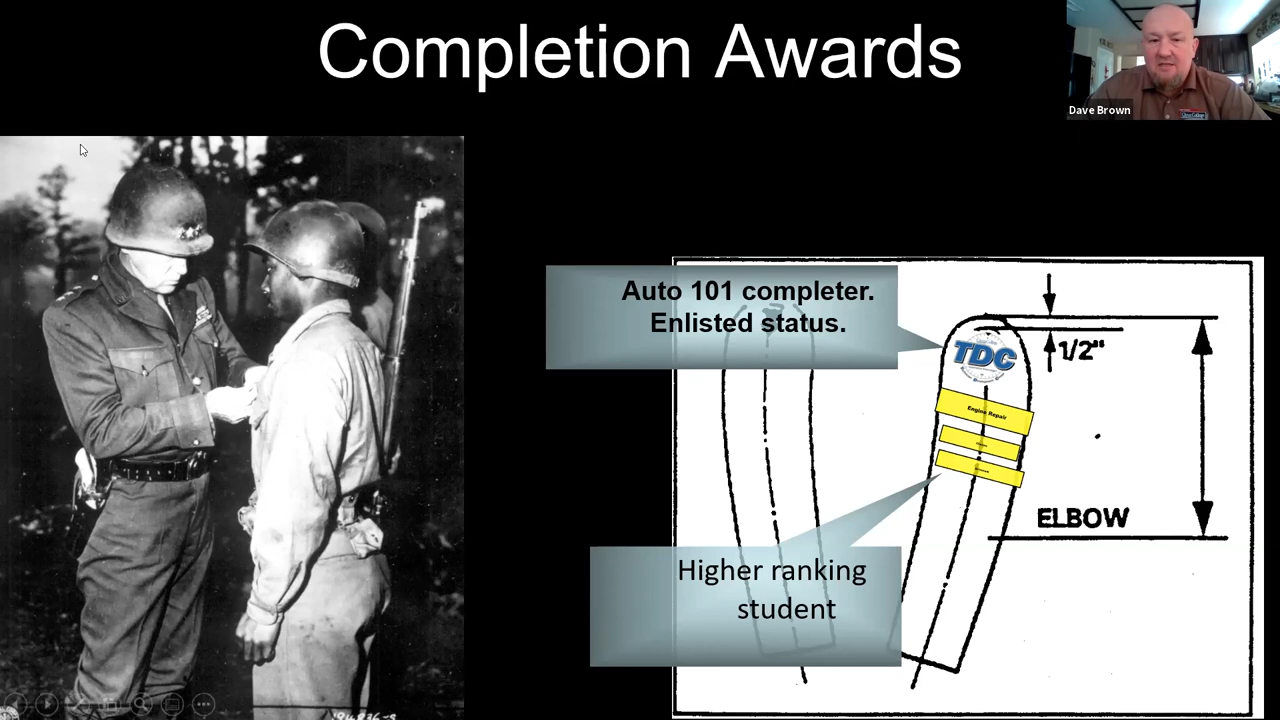 Completion Awards
Dave Brown
Auto 101 completer.
Enlisted status.
1/2"
TDC
Engine Repair
ELBOW
Higher ranking
student